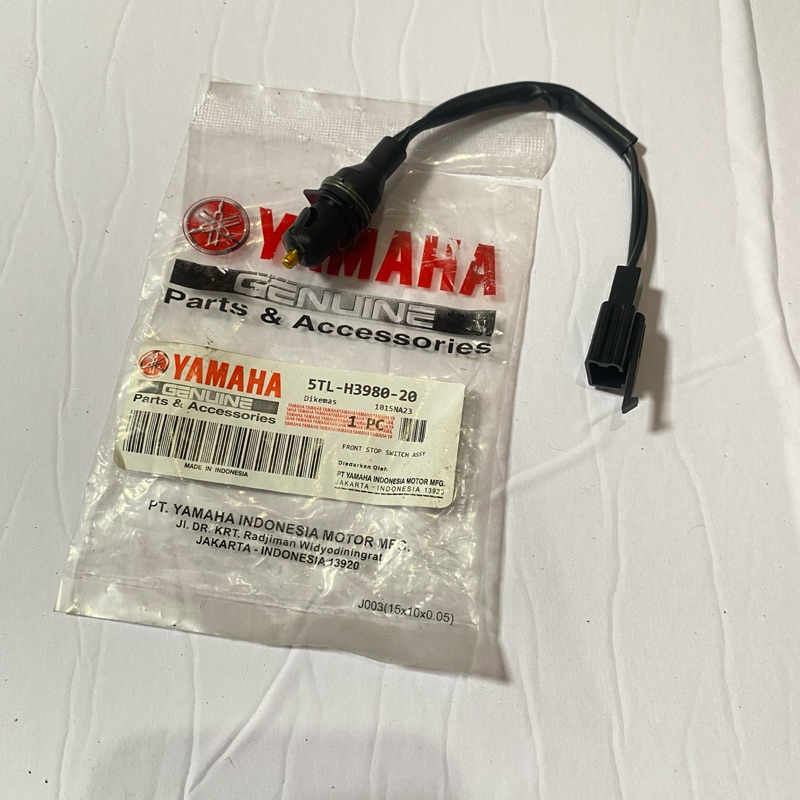 YAMAHA
GENUINE
Parts & Accessories
YAMAHA
GENUINE
Parts & Accessories
MADE IN INDONESIA
5TL-H3980-20
Dikemas 1015NA23
1 PC
FRONT STOP SWITCH ASSY
Diedarkan Oleh
PT YAMAHA INDONESIA MOTOR MFG.
JAKARTA - INDONESIA 13920
PT. YAMAHA INDONESIA MOTOR MFG.
Jl. DR. KRT. Radjiman Widyodiningrat
JAKARTA - INDONESIA 13920
J003(15x10x0.05)